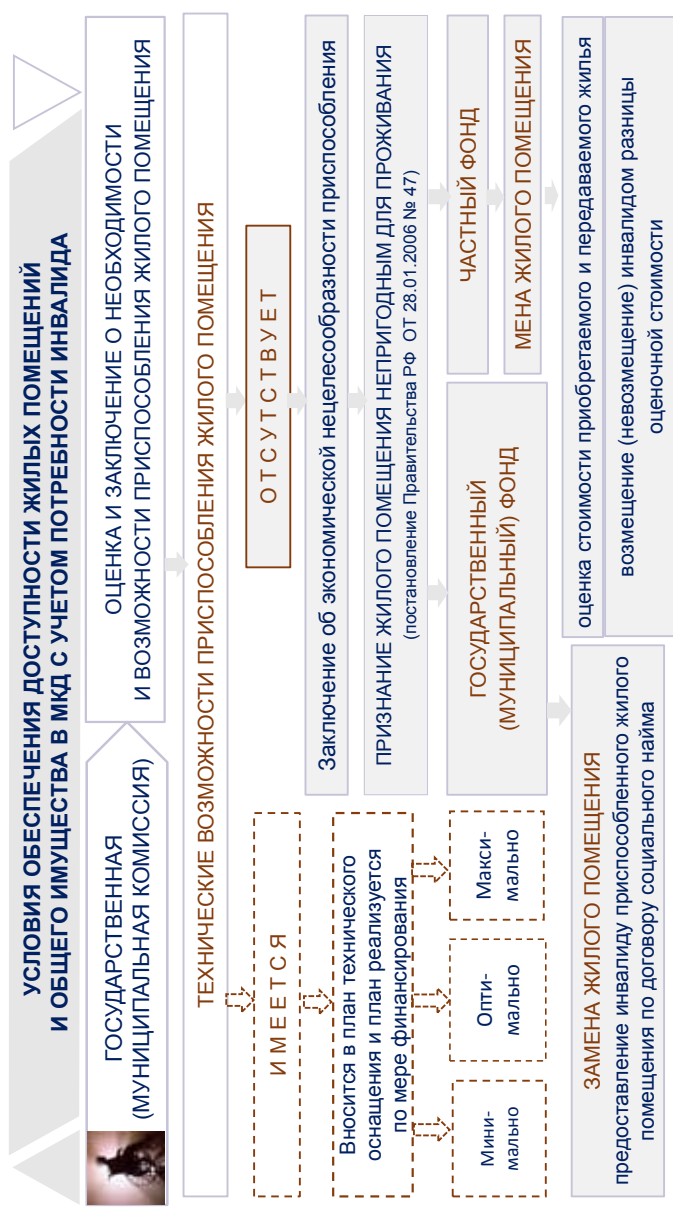 УСЛОВИЯ ОБЕСПЕЧЕНИЯ ДОСТУПНОСТИ ЖИЛЫХ ПОМЕЩЕНИЙ
И ОБЩЕГО ИМУЩЕСТВА В МКД С УЧЕТОМ ПОТРЕБНОСТИ ИНВАЛИДА
ГОСУДАРСТВЕННАЯ
(МУНИЦИПАЛЬНАЯ КОМИССИЯ)
ОЦЕНКА И ЗАКЛЮЧЕНИЕ О НЕОБХОДИМОСТИ
И ВОЗМОЖНОСТИ ПРИСПОСОБЛЕНИЯ ЖИЛОГО ПОМЕЩЕНИЯ
ТЕХНИЧЕСКИЕ ВОЗМОЖНОСТИ ПРИСПОСОБЛЕНИЯ ЖИЛОГО ПОМЕЩЕНИЯ
И М Е Е Т С Я
О Т С У Т С Т В У Е Т
Вносится в план технического
оснащения и план реализуется
по мере финансирования
Мини-
мально
Опти-
мально
Макси-
мально
Заключение об экономической нецелесообразности приспособления
ПРИЗНАНИЕ ЖИЛОГО ПОМЕЩЕНИЯ НЕПРИГОДНЫМ ДЛЯ ПРОЖИВАНИЯ
(постановление Правительства РФ ОТ 28.01.2006 № 47)
ГОСУДАРСТВЕННЫЙ
(МУНИЦИПАЛЬНЫЙ) ФОНД
ЧАСТНЫЙ ФОНД
МЕНА ЖИЛОГО ПОМЕЩЕНИЯ
ЗАМЕНА ЖИЛОГО ПОМЕЩЕНИЯ
предоставление инвалиду приспособленного жилого
помещения по договору социального найма
оценка стоимости приобретаемого и передаваемого жилья
возмещение (невозмещение) инвалидом разницы
оценочной стоимости